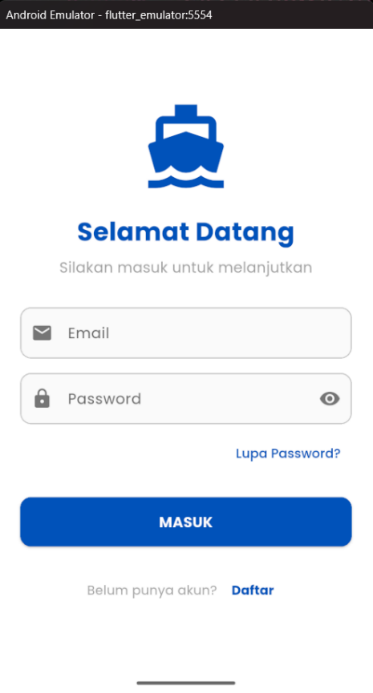 Android Emulator - flutter_emulator:5554
Selamat Datang
Silakan masuk untuk melanjutkan
Email
Password
Lupa Password?
MASUK
Belum punya akun? Daftar